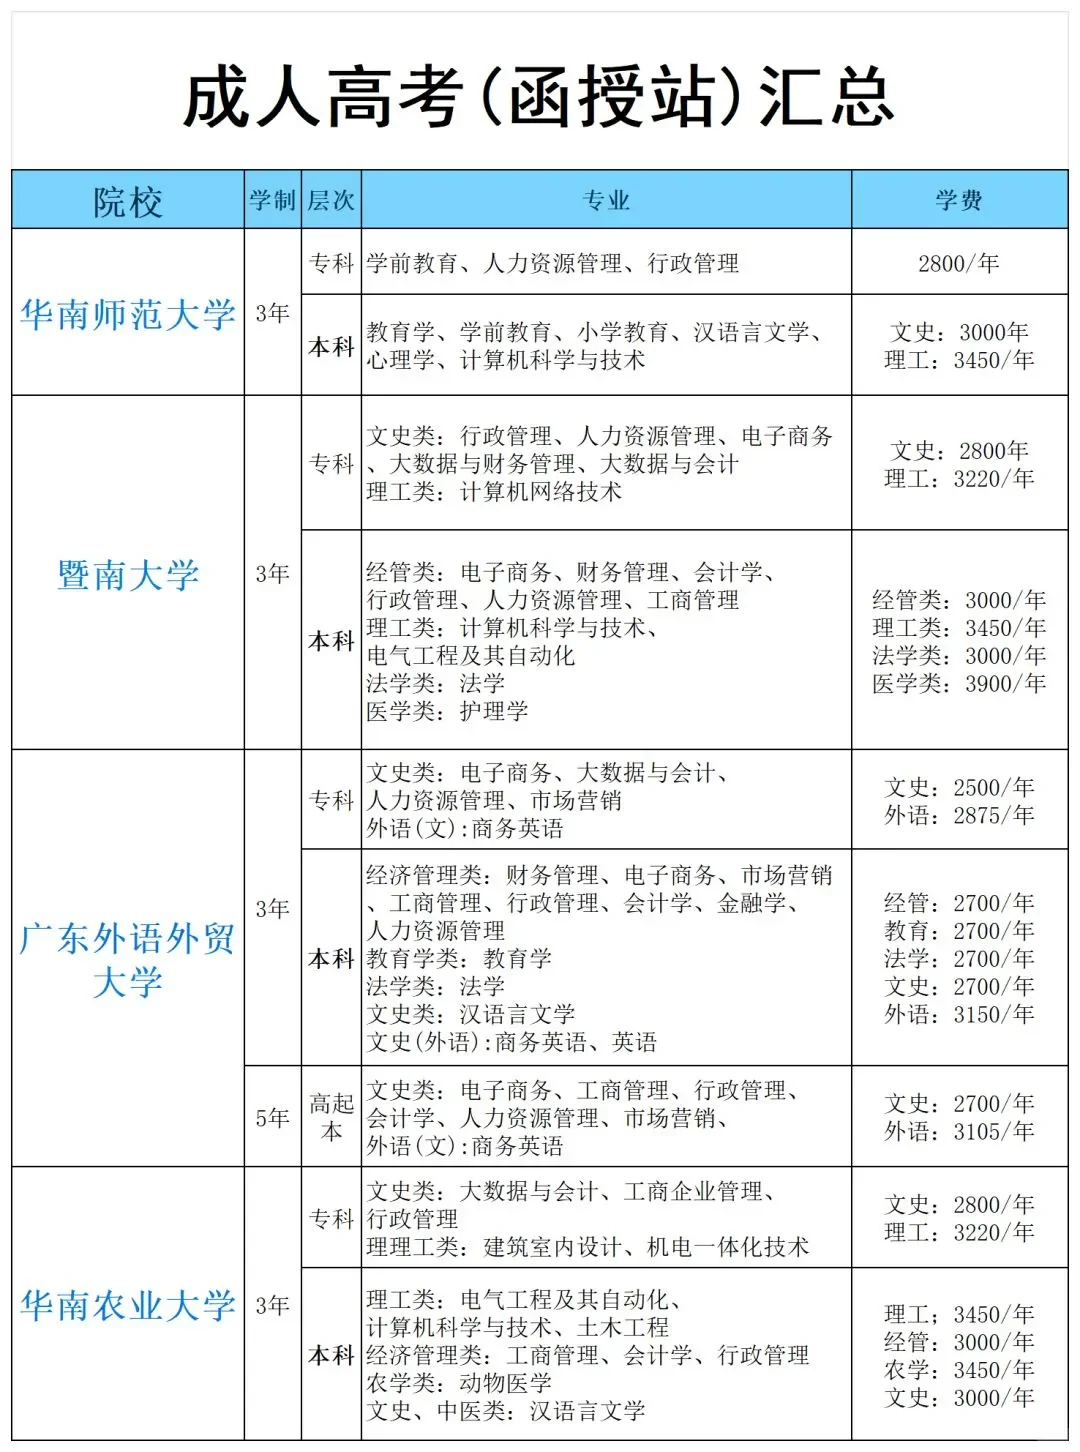 成人高考(函授站)汇总
院校 学制 层次 专业 学费
华南师范大学 3年
专科 学前教育、人力资源管理、行政管理 2800/年
本科
教育学、学前教育、小学教育、汉语言文学、
心理学、计算机科学与技术
文史：3000年
理工：3450/年
暨南大学 3年
专科
文史类：行政管理、人力资源管理、电子商务
、大数据与财务管理、大数据与会计
理工类：计算机网络技术
文史：2800年
理工：3220/年
本科
经管类：电子商务、财务管理、会计学、
行政管理、人力资源管理、工商管理
理工类：计算机科学与技术、
电气工程及其自动化
法学类：法学
医学类：护理学
经管类：3000/年
理工类：3450/年
法学类：3000/年
医学类：3900/年
广东外语外贸
大学
3年
专科
文史类：电子商务、大数据与会计、
人力资源管理、市场营销
外语(文):商务英语
文史：2500/年
外语：2875/年
本科
经济管理类：财务管理、电子商务、市场营销
、工商管理、行政管理、会计学、金融学、
人力资源管理
教育学类：教育学
法学类：法学
文史类：汉语言文学
文史(外语):商务英语、英语
经管：2700/年
教育：2700/年
法学：2700/年
文史：2700/年
外语：3150/年
5年
高起
本
文史类：电子商务、工商管理、行政管理、
会计学、人力资源管理、市场营销、
外语(文):商务英语
文史：2700/年
外语：3105/年
华南农业大学 3年
专科
文史类：大数据与会计、工商企业管理、
行政管理
理理工类：建筑室内设计、机电一体化技术
文史：2800/年
理工：3220/年
本科
理工类：电气工程及其自动化、
计算机科学与技术、土木工程
经济管理类：工商管理、会计学、行政管理
农学类：动物医学
文史、中医类：汉语言文学
理工；3450/年
经管：3000/年
农学：3450/年
文史：3000/年